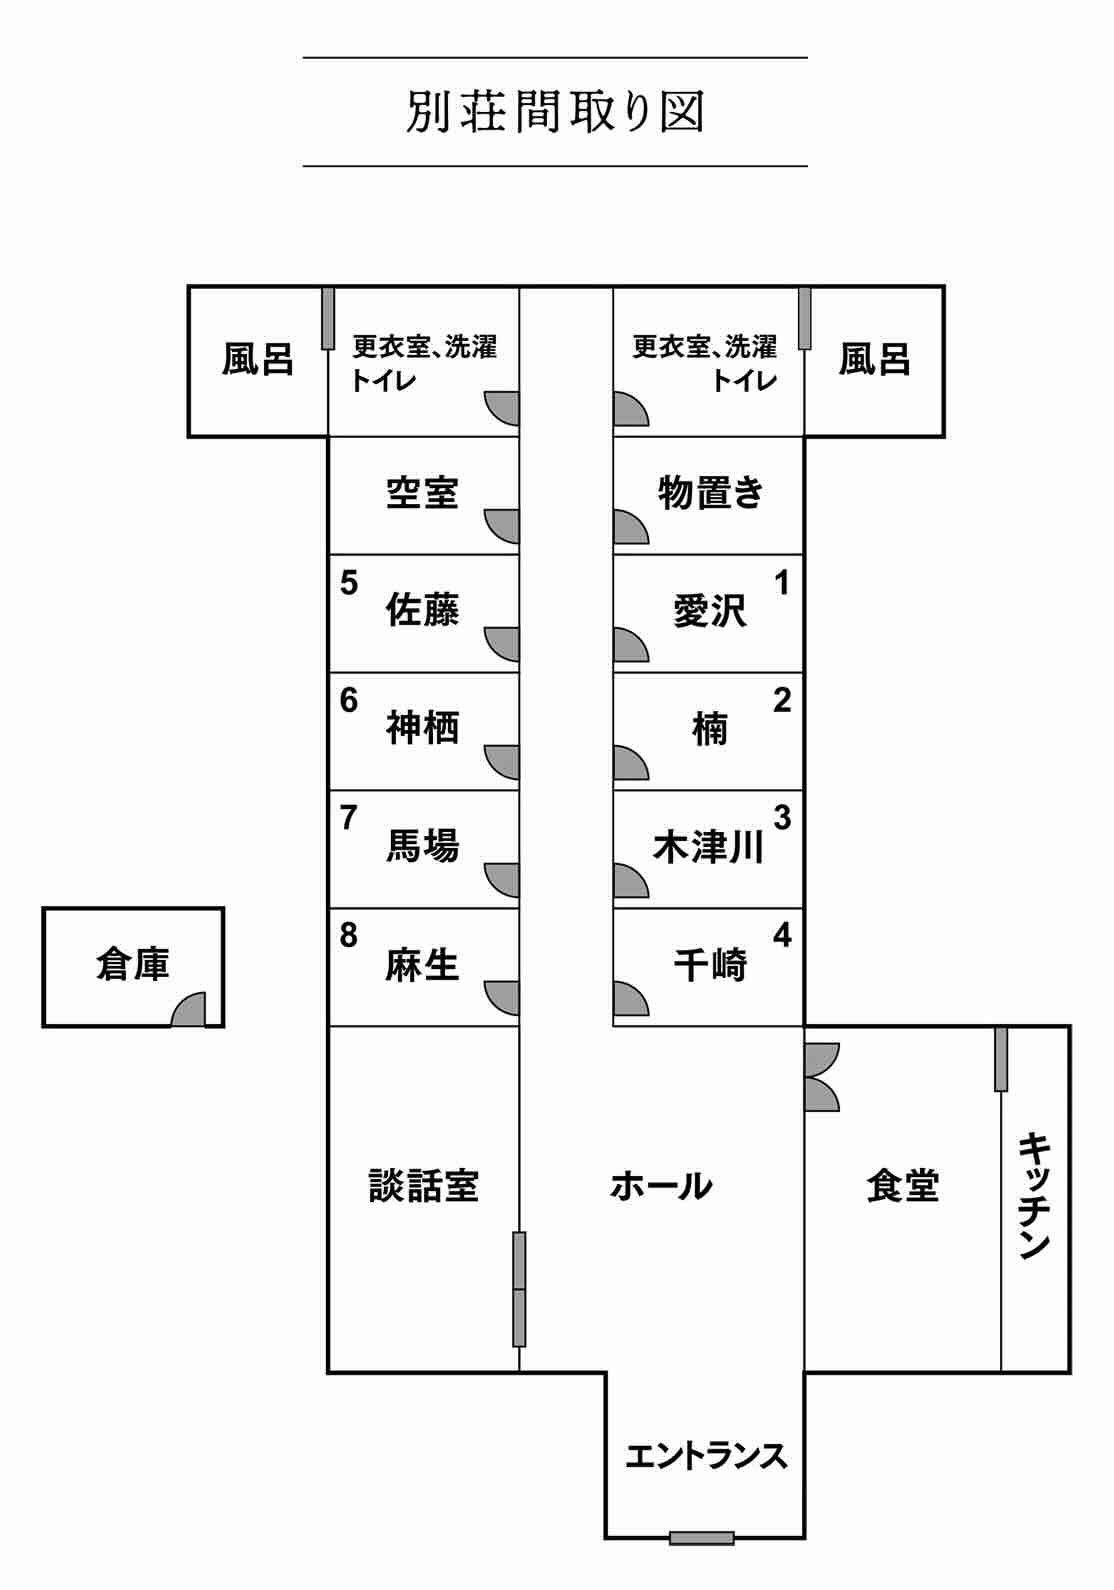 別荘間取り図
風呂
更衣室、洗濯
トイレ
更衣室、洗濯
トイレ
風呂
空室
物置き
5
佐藤
1
愛沢
6
神栖
2
楠
7
馬場
3
木津川
8
麻生
4
千崎
倉庫
談話室
ホール
食堂
キッチン
エントランス